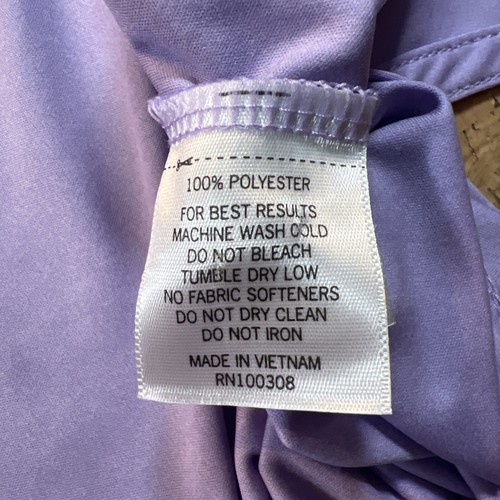 100% POLYESTER
FOR BEST RESULTS
MACHINE WASH COLD
DO NOT BLEACH
TUMBLE DRY LOW
NO FABRIC SOFTENERS
DO NOT DRY CLEAN
DO NOT IRON
MADE IN VIETNAM
RN100308